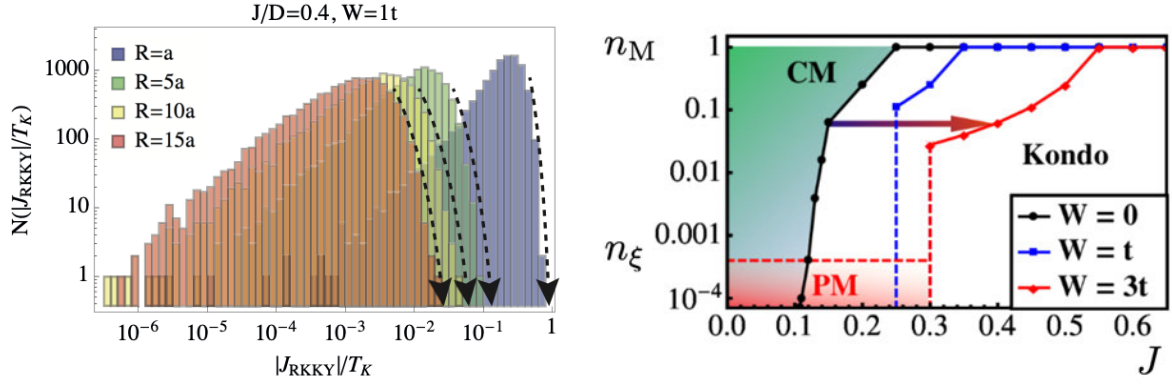 J/D=0.4, W=1t
N(|J_RKKY|/T_K)
1000
100
10
1
R=a
R=5a
R=10a
R=15a
10^-6 10^-5 10^-4 10^-3 10^-2 10^-1 1
|J_RKKY|/T_K
n_M
n_ξ
1
0.1
0.01
0.001
10^-4
CM
Kondo
PM
W = 0
W = t
W = 3t
0.0 0.1 0.2 0.3 0.4 0.5 0.6
J